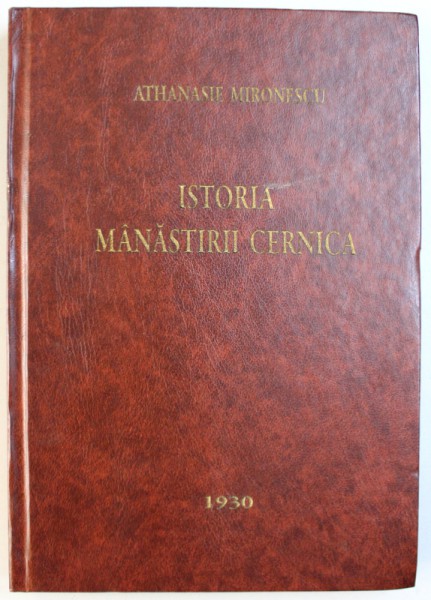 ATHANASIE MIRONESCU
ISTORIA
MÂNĂSTIRII CERNICA
1930